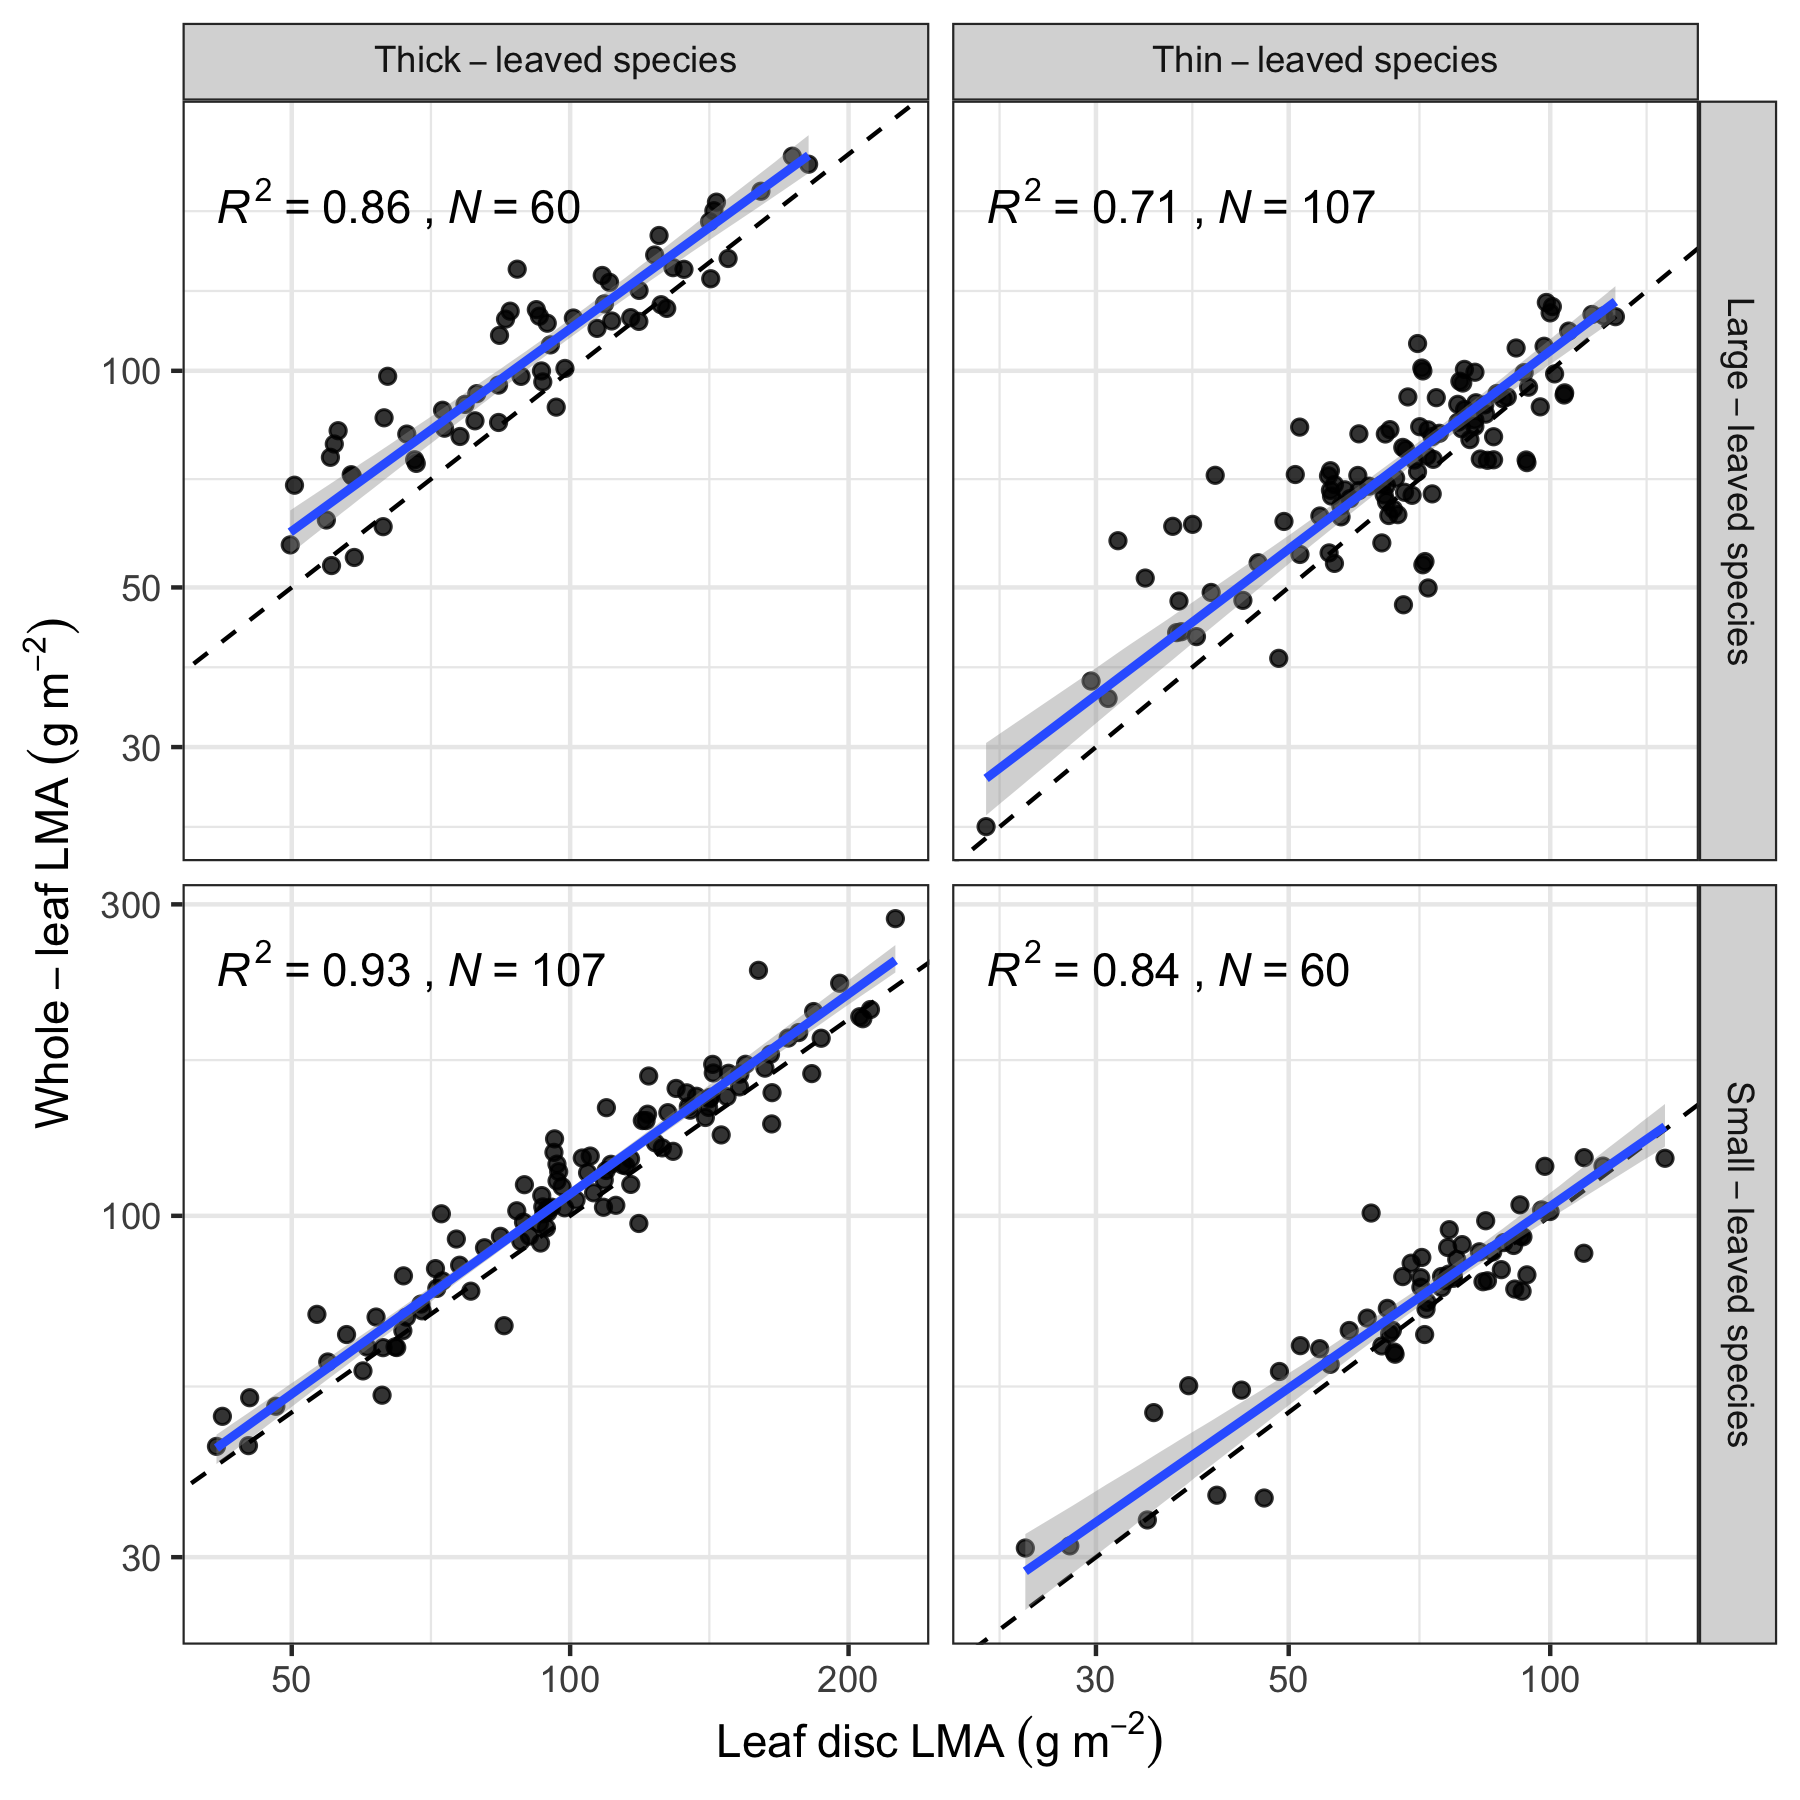 Thick – leaved species
Thin – leaved species
R² = 0.86 , N = 60
R² = 0.71 , N = 107
Large – leaved species
100
50
30
Whole – leaf LMA (g m⁻²)
R² = 0.93 , N = 107
R² = 0.84 , N = 60
Small – leaved species
300
100
30
50 100 200
30 50 100
Leaf disc LMA (g m⁻²)